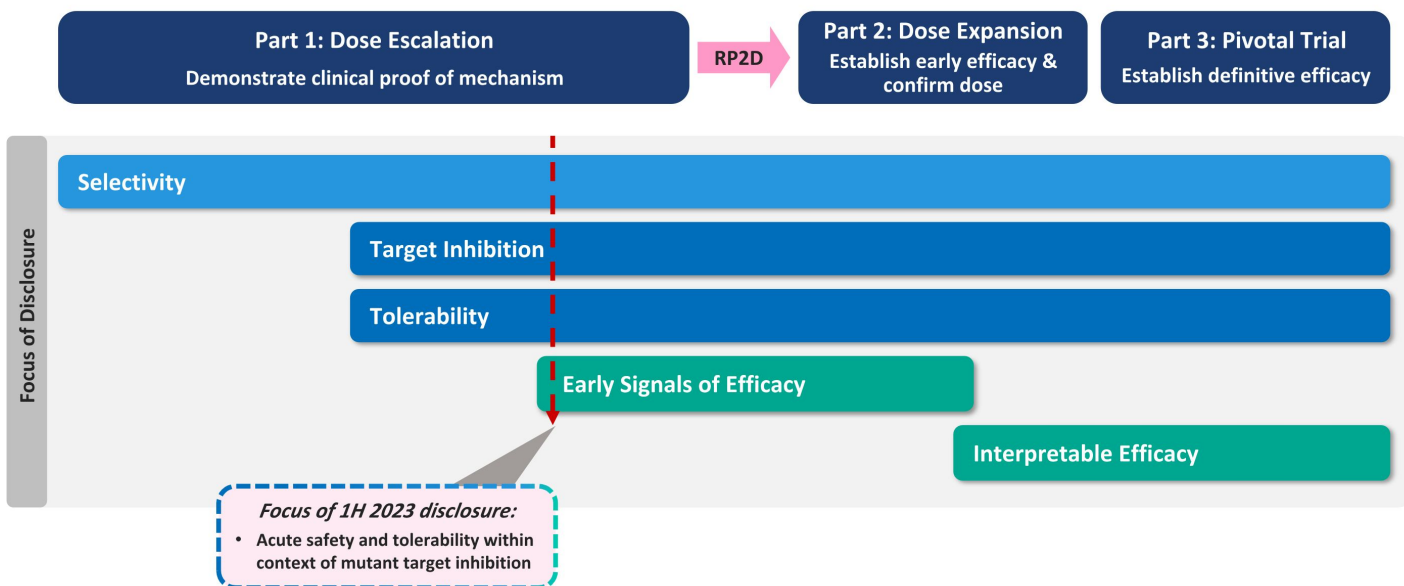 Part 1: Dose Escalation
Demonstrate clinical proof of mechanism
RP2D
Part 2: Dose Expansion
Establish early efficacy &
confirm dose
Part 3: Pivotal Trial
Establish definitive efficacy
Focus of Disclosure
Selectivity
Target Inhibition
Tolerability
Early Signals of Efficacy
Interpretable Efficacy
Focus of 1H 2023 disclosure:
• Acute safety and tolerability within
context of mutant target inhibition